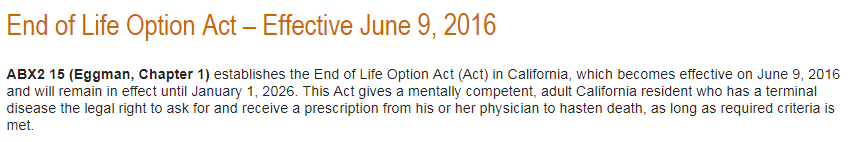 End of Life Option Act – Effective June 9, 2016
ABX2 15 (Eggman, Chapter 1) establishes the End of Life Option Act (Act) in California, which becomes effective on June 9, 2016
and will remain in effect until January 1, 2026. This Act gives a mentally competent, adult California resident who has a terminal
disease the legal right to ask for and receive a prescription from his or her physician to hasten death, as long as required criteria is
met.